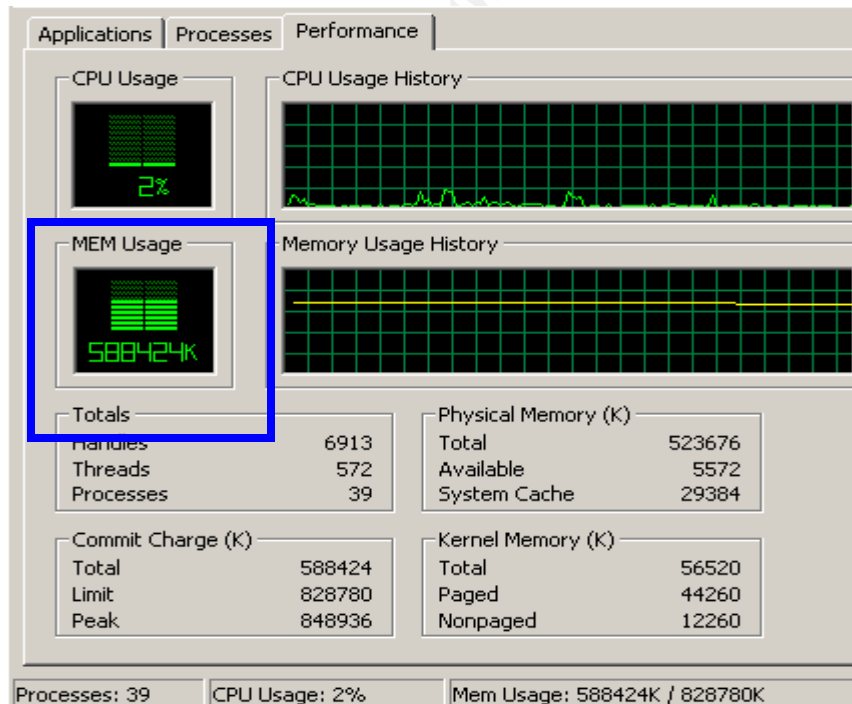 Applications Processes Performance
CPU Usage CPU Usage History
2%
MEM Usage Memory Usage History
588424K
Totals
Handles 6913
Threads 572
Processes 39
Physical Memory (K)
Total 523676
Available 5572
System Cache 29384
Commit Charge (K)
Total 588424
Limit 828780
Peak 848936
Kernel Memory (K)
Total 56520
Paged 44260
Nonpaged 12260
Processes: 39 CPU Usage: 2% Mem Usage: 588424K / 828780K